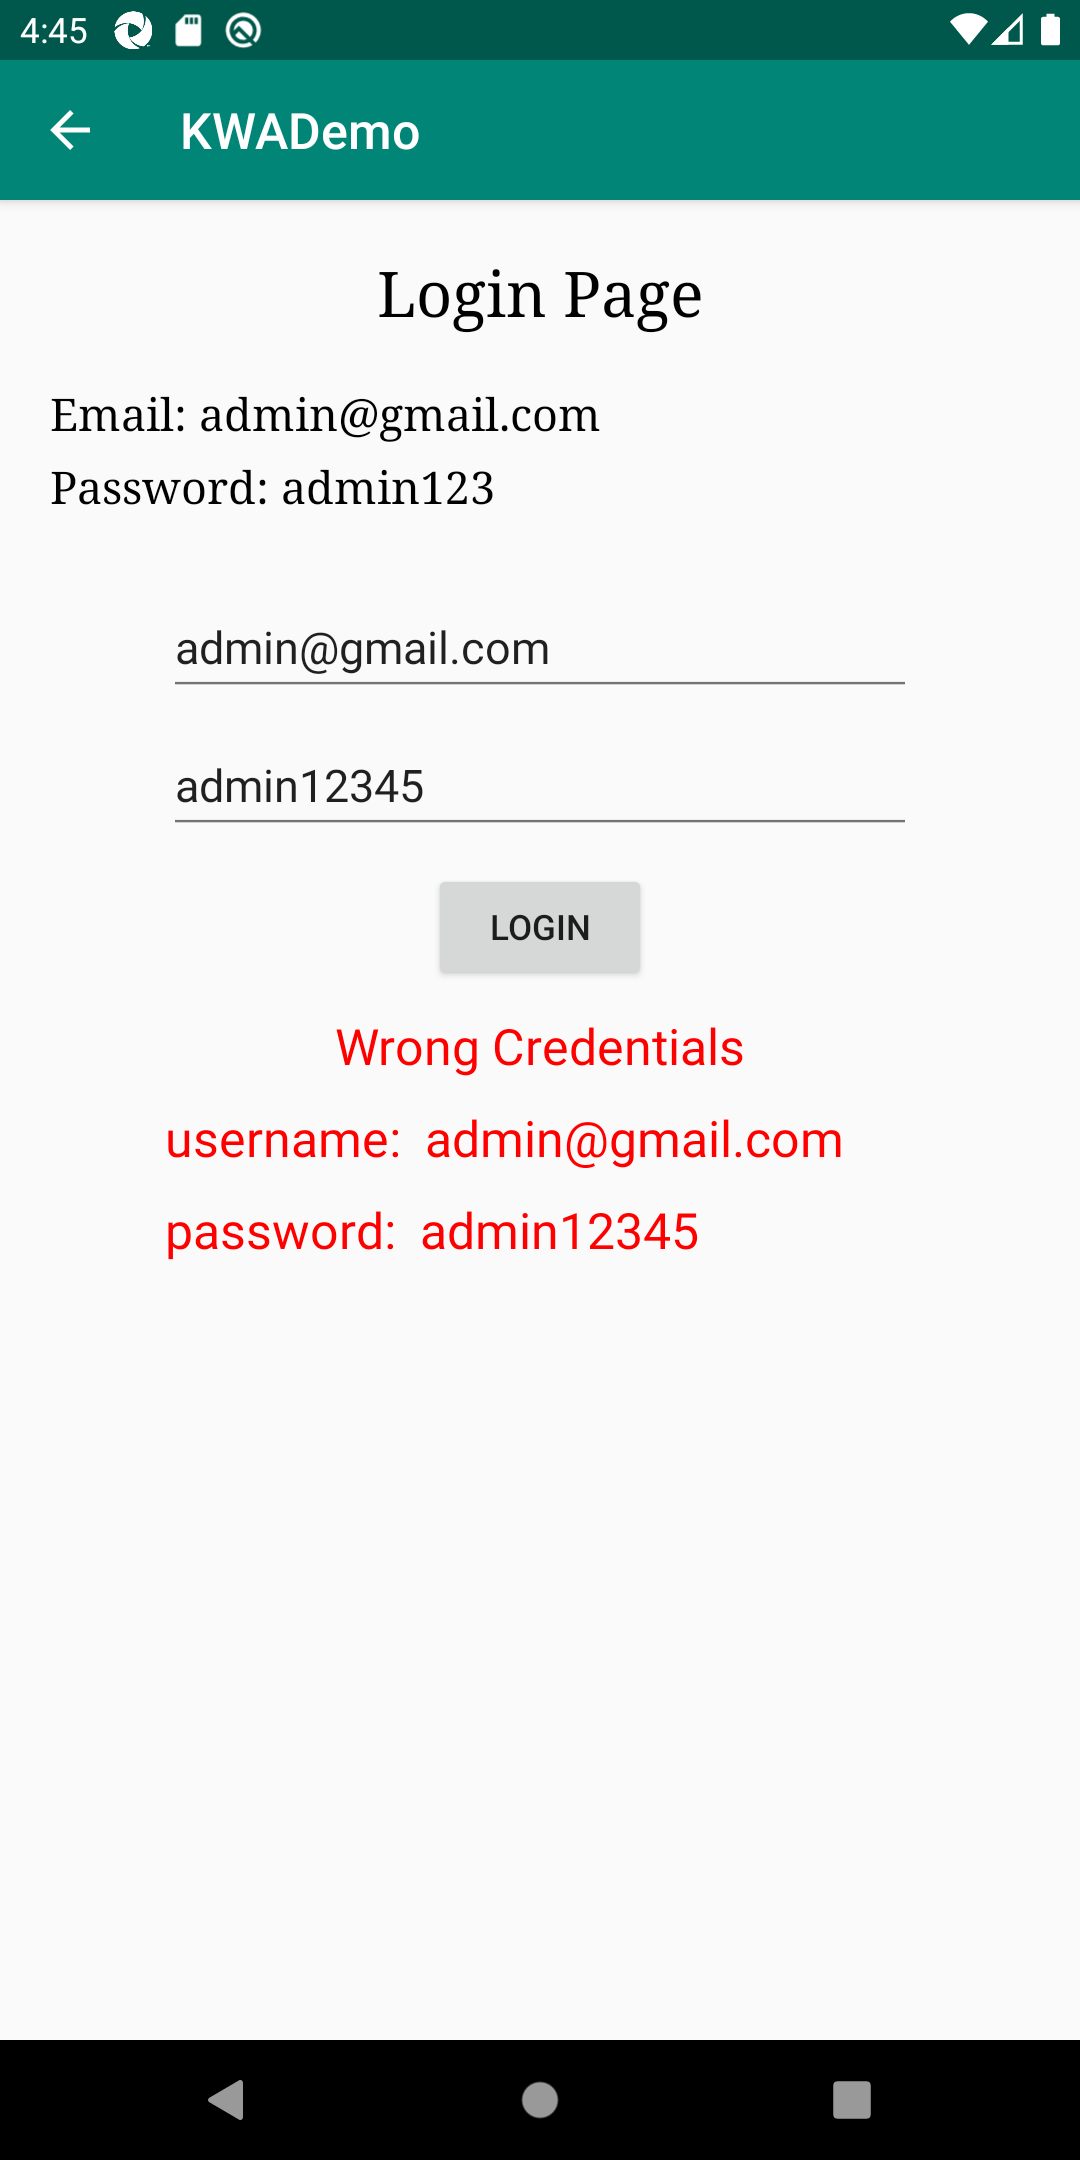 4:45
KWADemo
Login Page
Email: admin@gmail.com
Password: admin123
admin@gmail.com
admin12345
LOGIN
Wrong Credentials
username:  admin@gmail.com
password:  admin12345